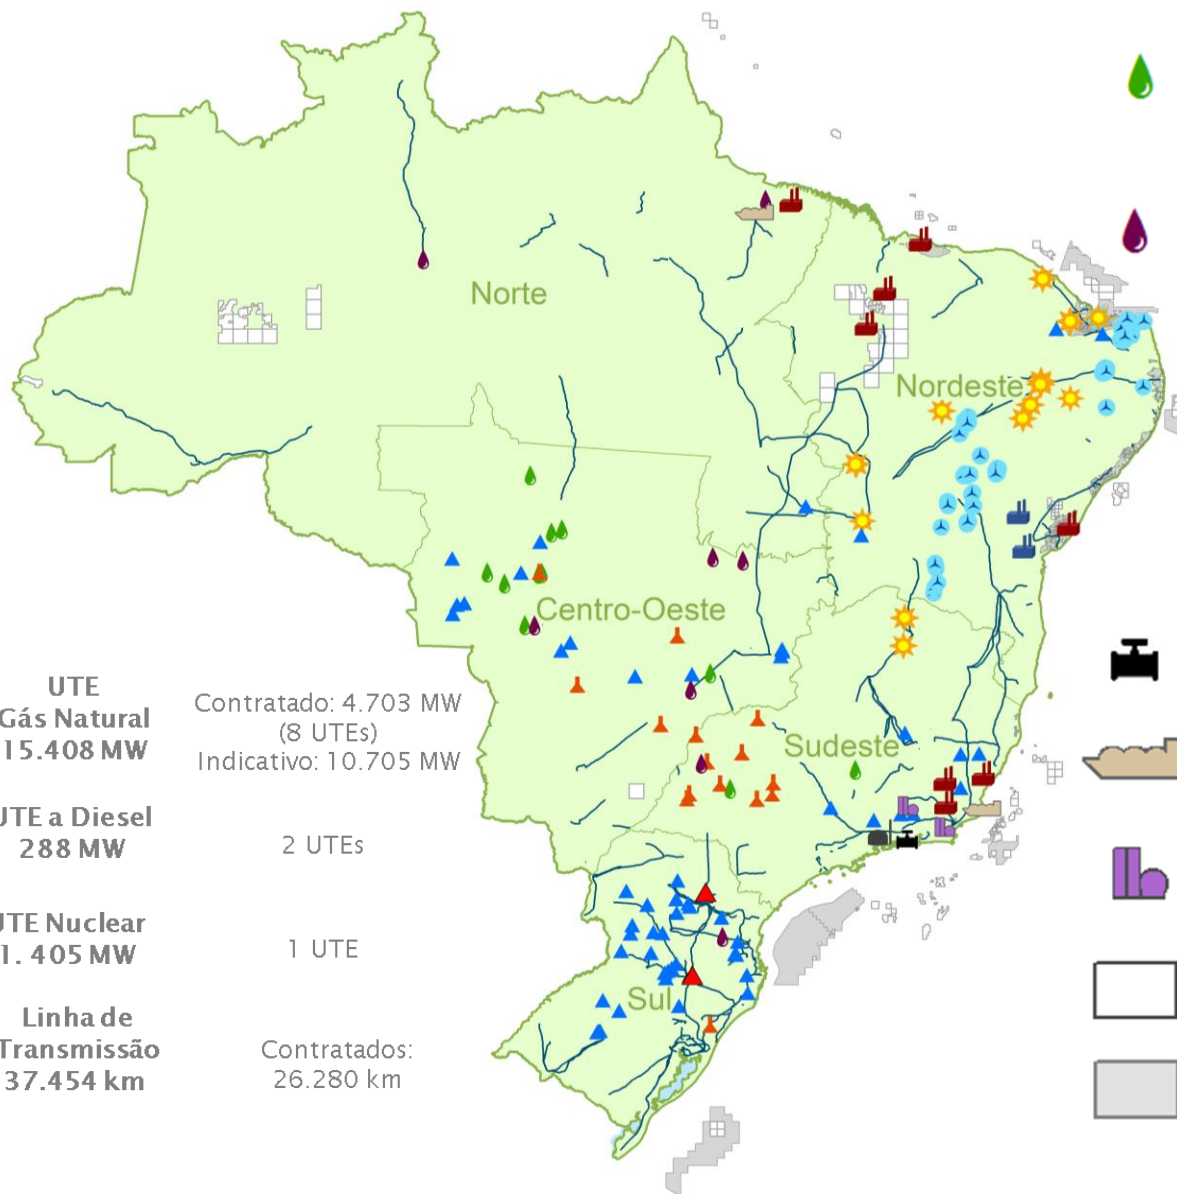 Norte
Nordeste
Centro-Oeste
Sudeste
Sul
UTE
Gás Natural
15.408 MW
Contratado: 4.703 MW
(8 UTEs)
Indicativo: 10.705 MW
UTE a Diesel
288 MW
2 UTEs
UTE Nuclear
1. 405 MW
1 UTE
Linha de
Transmissão
37.454 km
Contratados:
26.280 km